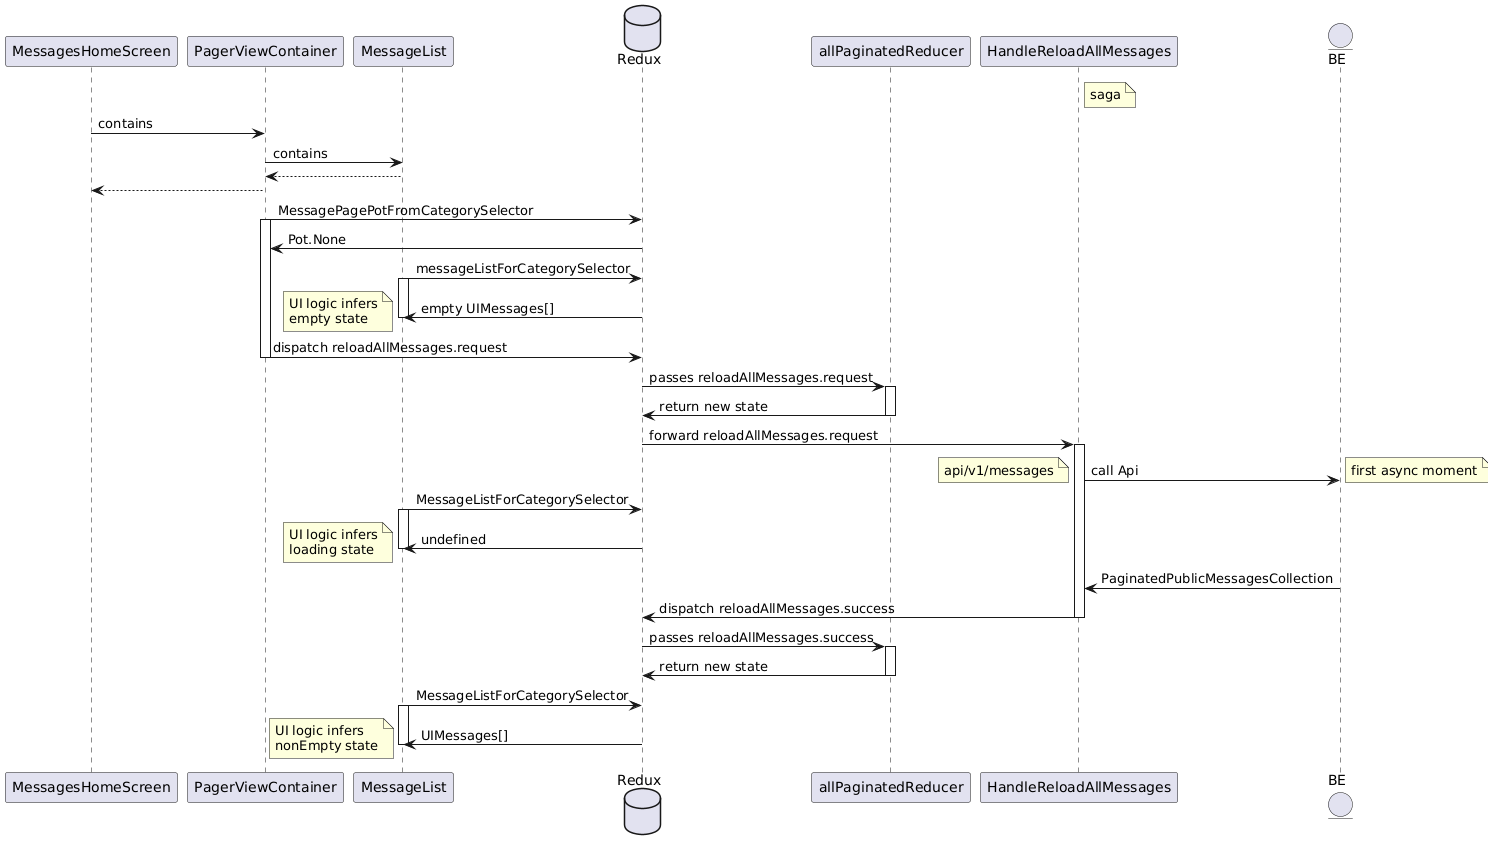 MessagesHomeScreen
PagerViewContainer
MessageList
Redux
allPaginatedReducer
HandleReloadAllMessages
BE
saga
contains
contains
MessagePagePotFromCategorySelector
Pot.None
messageListForCategorySelector
UI logic infers
empty state
empty UIMessages[]
dispatch reloadAllMessages.request
passes reloadAllMessages.request
return new state
forward reloadAllMessages.request
api/v1/messages
call Api
first async moment
MessageListForCategorySelector
UI logic infers
loading state
undefined
PaginatedPublicMessagesCollection
dispatch reloadAllMessages.success
passes reloadAllMessages.success
return new state
MessageListForCategorySelector
UI logic infers
nonEmpty state
UIMessages[]
MessagesHomeScreen
PagerViewContainer
MessageList
Redux
allPaginatedReducer
HandleReloadAllMessages
BE